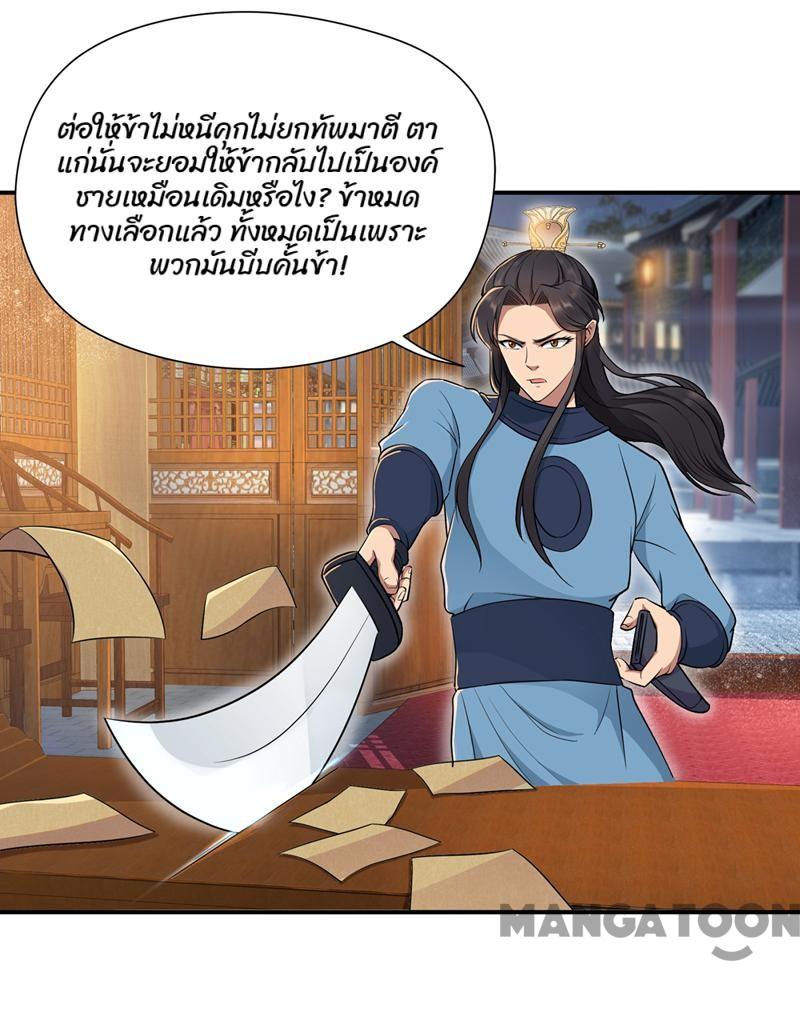 ต่อให้ข้าไม่หนีคุกไม่ยกทัพมาตี ตา
แก่นั่นจะยอมให้ข้ากลับไปเป็นองค์
ชายเหมือนเดิมหรือไง? ข้าหมด
ทางเลือกแล้ว ทั้งหมดเป็นเพราะ
พวกมันบีบคั้นข้า!
MANGATOON